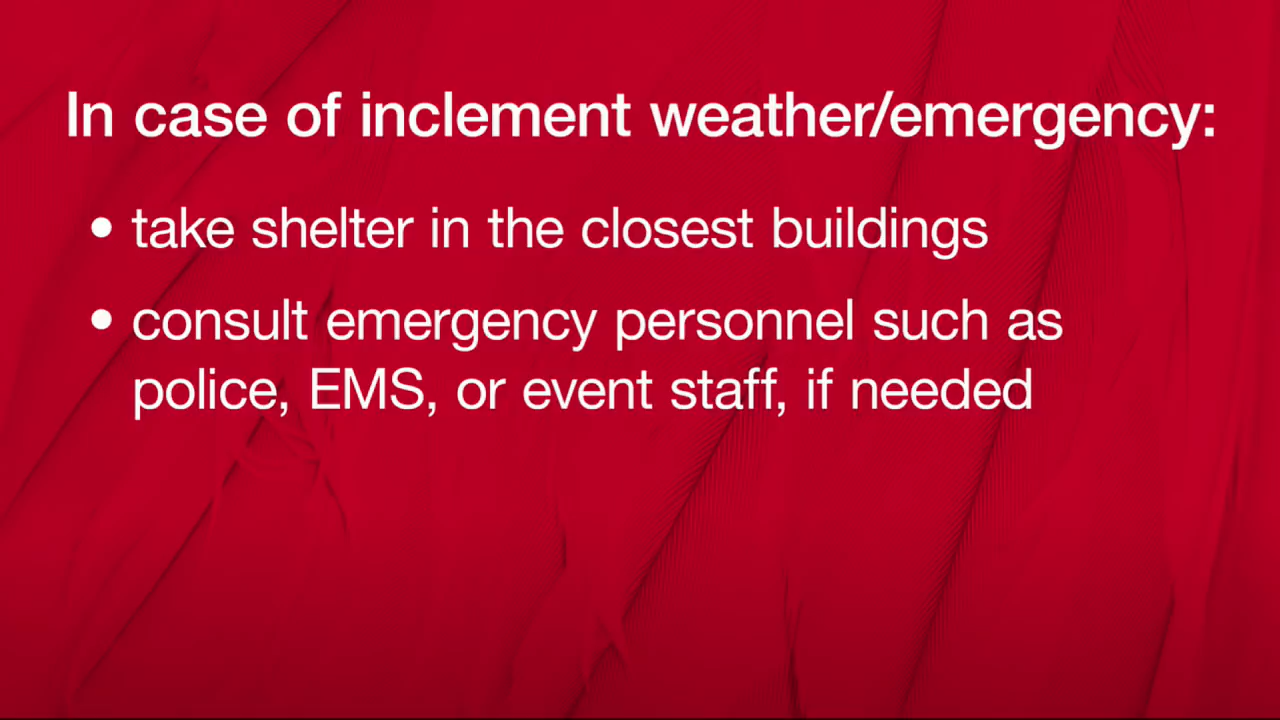 In case of inclement weather/emergency:
• take shelter in the closest buildings
• consult emergency personnel such as
police, EMS, or event staff, if needed